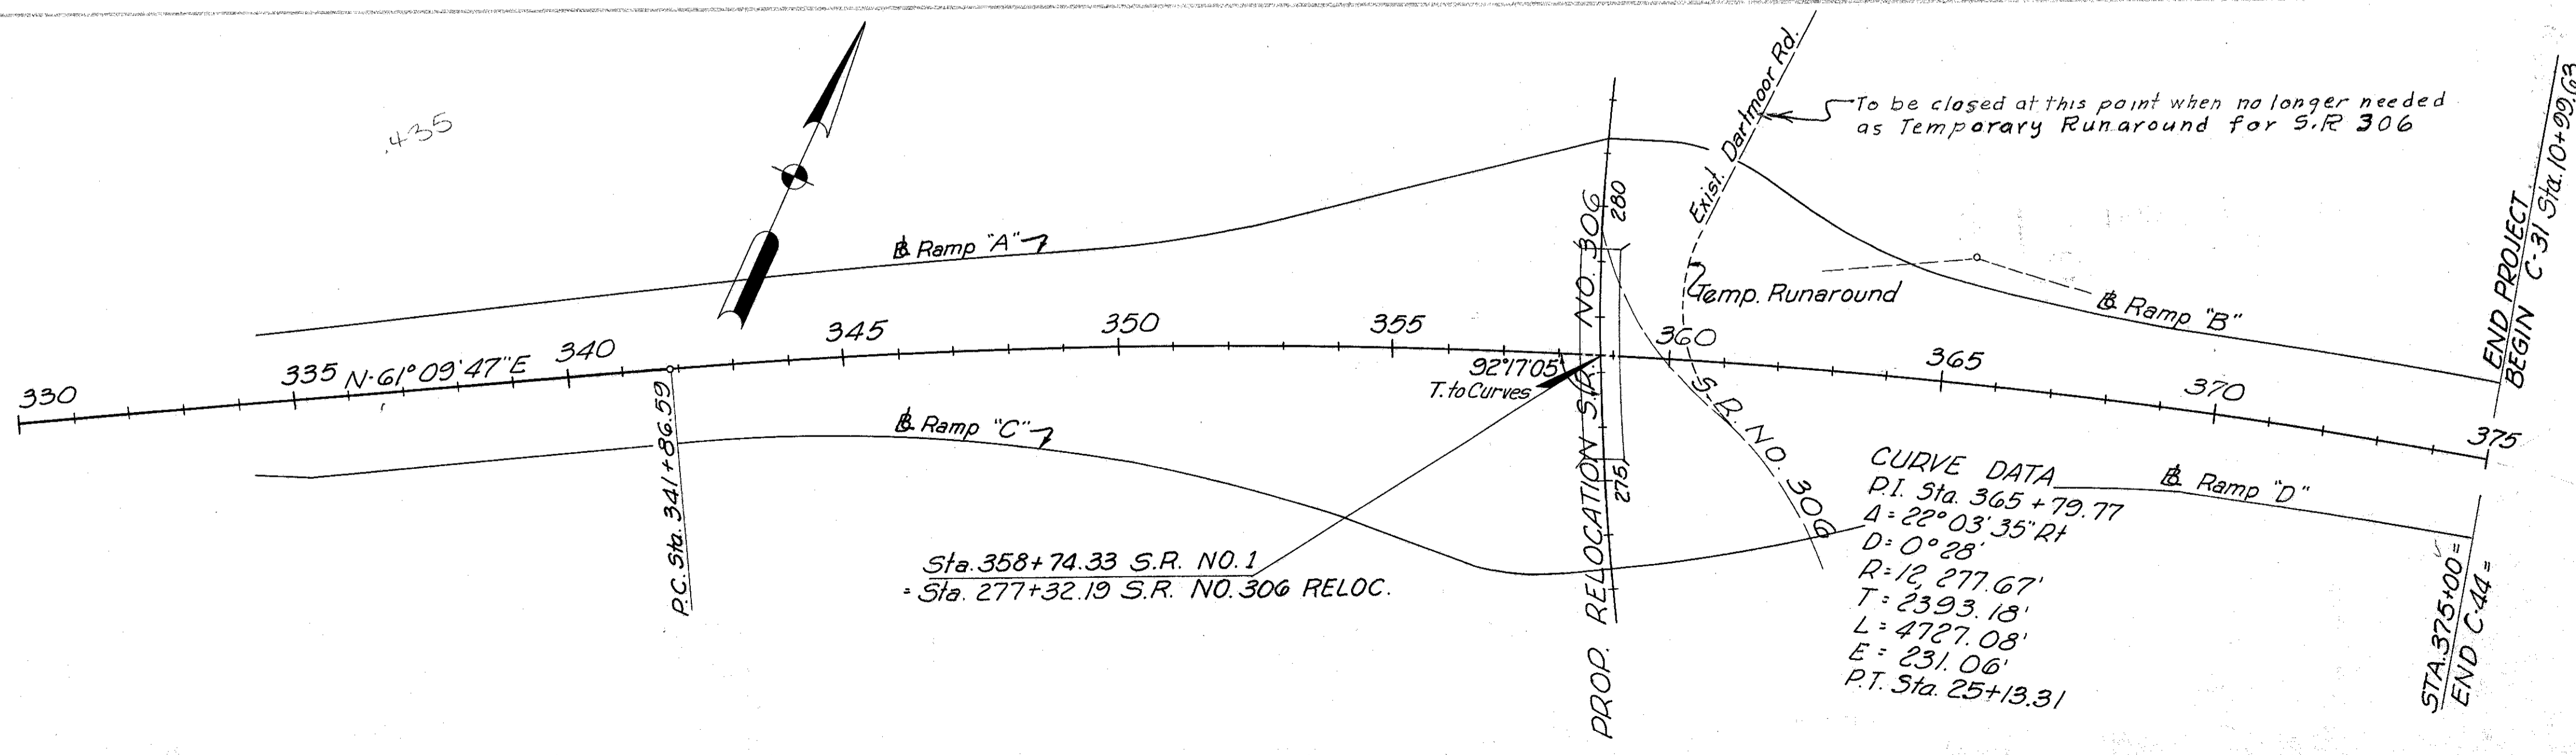 .435
Exist. Dartmoor Rd.
To be closed at this point when no longer needed
as Temporary Runaround for S.R 306
END PROJECT
BEGIN C-31 Sta. 10+99.63
℄ Ramp "A"
280
Temp. Runaround
℄ Ramp "B"
330
335
N-61°09'47"E
340
345
350
355
360
365
370
375
92°17'05"
T. to Curves
P.C. Sta. 341+86.59
℄ Ramp "C"
PROP. RELOCATION S.R. NO. 306
275
S.R. NO. 306
Sta. 358+74.33 S.R. NO. 1
= Sta. 277+32.19 S.R. NO. 306 RELOC.
CURVE DATA
P.I. Sta. 365+79.77
Δ = 22°03'35" Rt
D = 0°28'
R = 12,277.67'
T = 2393.18'
L = 4727.08'
E = 231.06'
P.T. Sta. 25+13.31
℄ Ramp "D"
STA. 375+00 =
END C-44 =